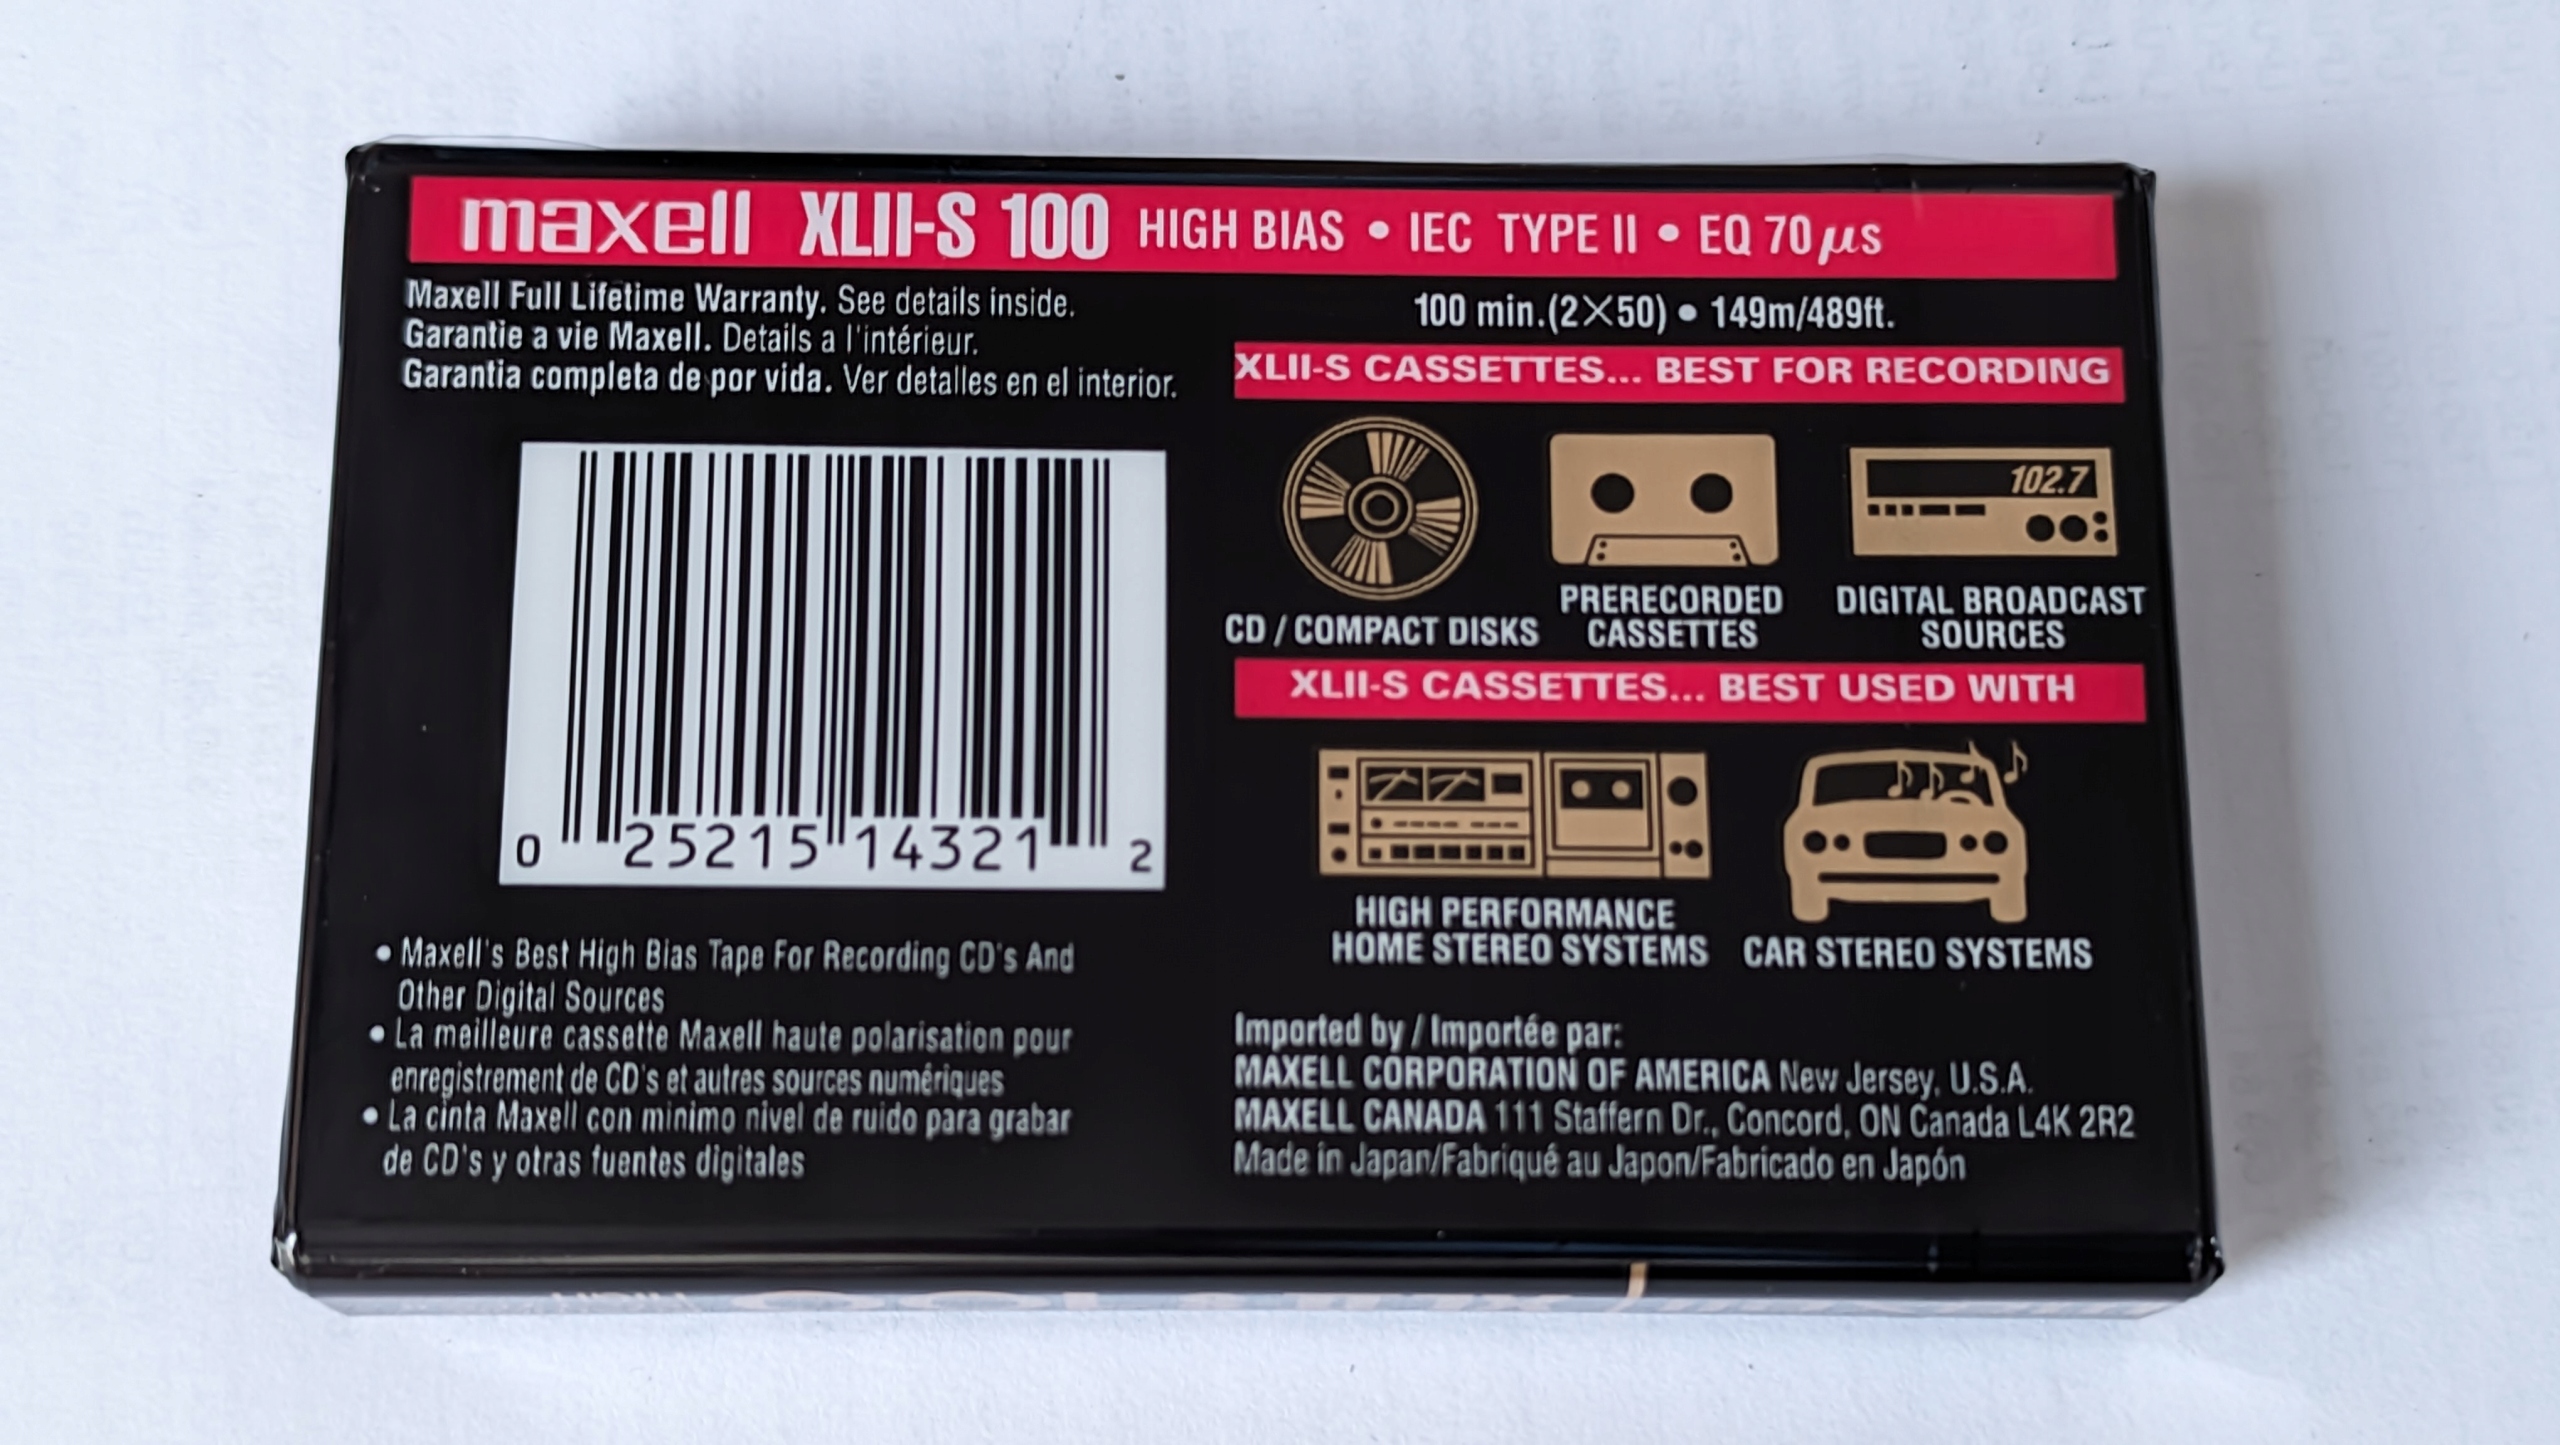 maxell XLII-S 100 HIGH BIAS • IEC TYPE II • EQ 70μs
Maxell Full Lifetime Warranty. See details inside.
Garantie a vie Maxell. Details a l'intérieur.
Garantia completa de por vida. Ver detalles en el interior.
0 25215 14321 2
• Maxell's Best High Bias Tape For Recording CD's And
Other Digital Sources
• La meilleure cassette Maxell haute polarisation pour
enregistrement de CD's et autres sources numériques
• La cinta Maxell con minimo nivel de ruido para grabar
de CD's y otras fuentes digitales
100 min.(2×50) • 149m/489ft.
XLII-S CASSETTES... BEST FOR RECORDING
102.7
CD / COMPACT DISKS
PRERECORDED
CASSETTES
DIGITAL BROADCAST
SOURCES
XLII-S CASSETTES... BEST USED WITH
HIGH PERFORMANCE
HOME STEREO SYSTEMS
CAR STEREO SYSTEMS
Imported by / Importée par:
MAXELL CORPORATION OF AMERICA New Jersey, U.S.A.
MAXELL CANADA 111 Staffern Dr., Concord, ON Canada L4K 2R2
Made in Japan/Fabriqué au Japon/Fabricado en Japón